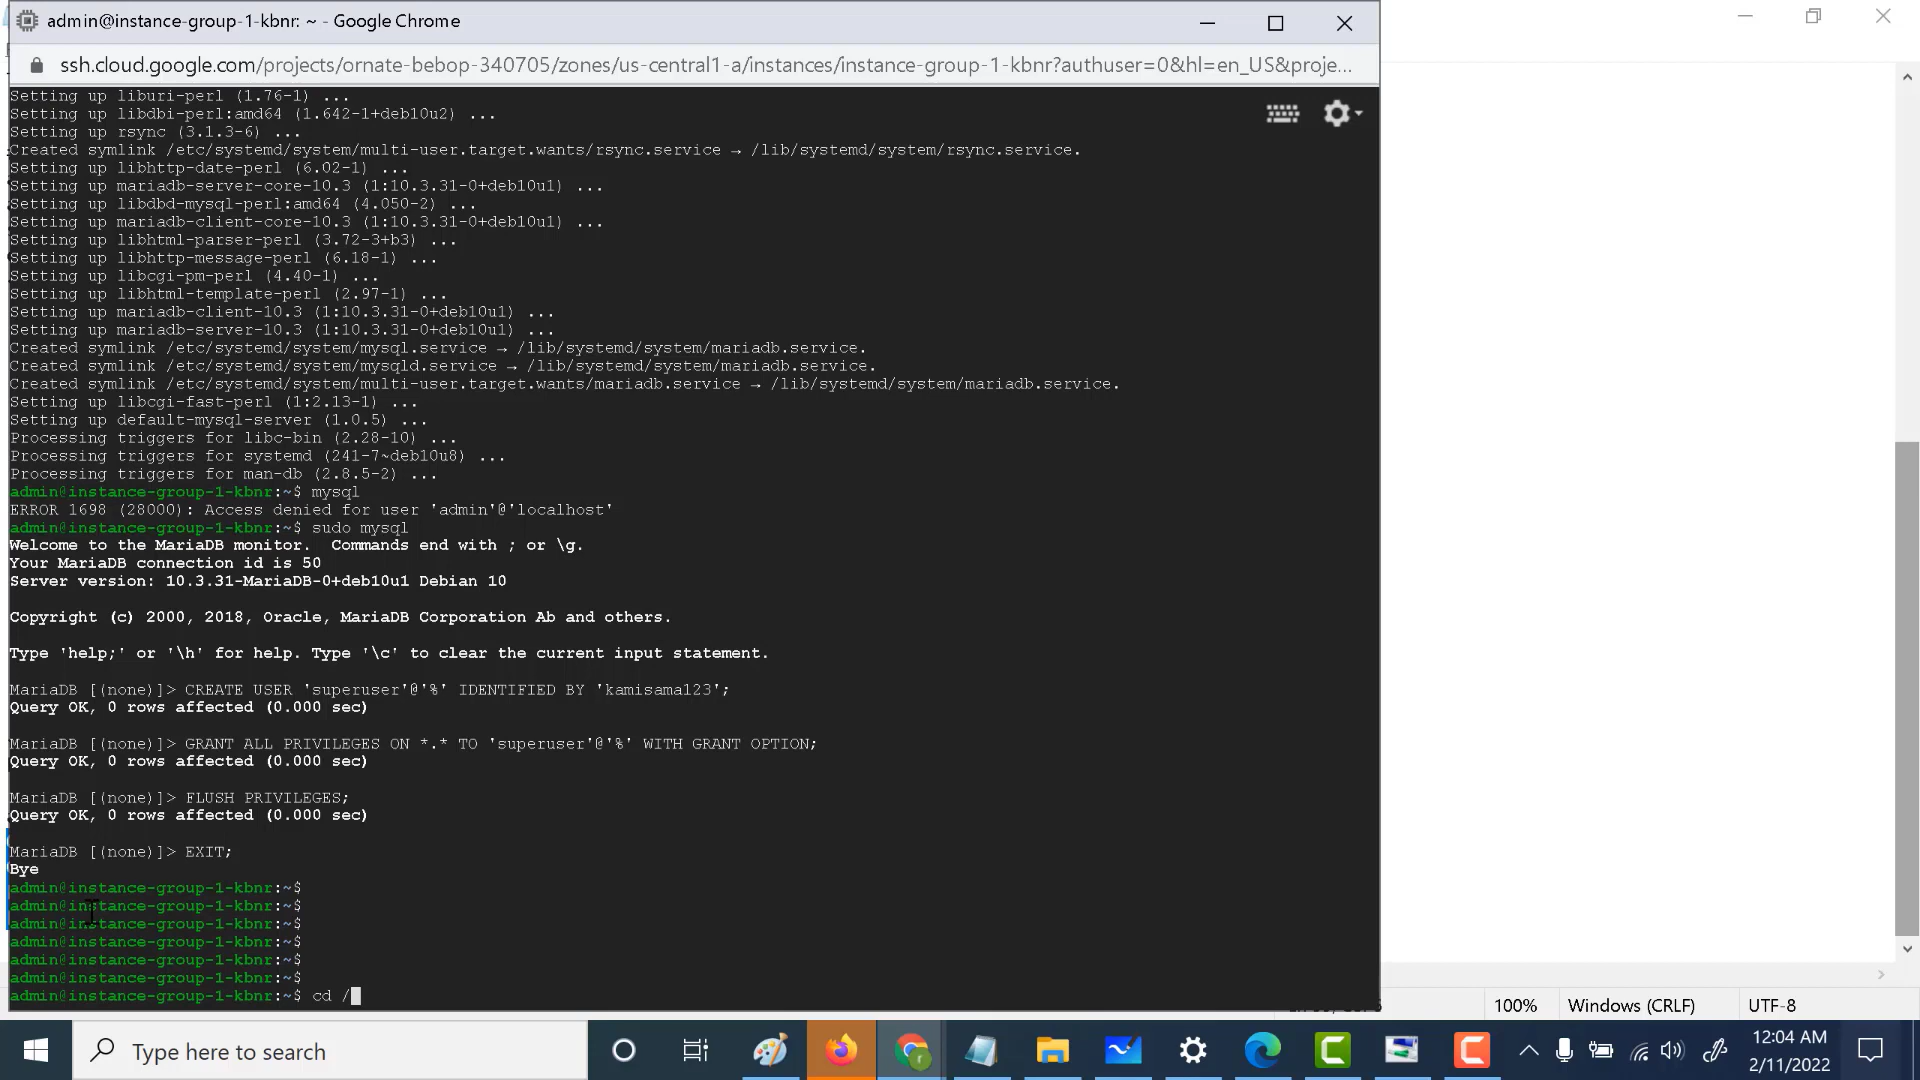 admin@instance-group-1-kbnr: ~ - Google Chrome
ssh.cloud.google.com/projects/ornate-bebop-340705/zones/us-central1-a/instances/instance-group-1-kbnr?authuser=0&hl=en_US&proje...
Setting up liburi-perl (1.76-1) ...
Setting up libdbi-perl:amd64 (1.642-1+deb10u2) ...
Setting up rsync (3.1.3-6) ...
Created symlink /etc/systemd/system/multi-user.target.wants/rsync.service → /lib/systemd/system/rsync.service.
Setting up libhttp-date-perl (6.02-1) ...
Setting up mariadb-server-core-10.3 (1:10.3.31-0+deb10u1) ...
Setting up libdbd-mysql-perl:amd64 (4.050-2) ...
Setting up mariadb-client-core-10.3 (1:10.3.31-0+deb10u1) ...
Setting up libhtml-parser-perl (3.72-3+b3) ...
Setting up libhttp-message-perl (6.18-1) ...
Setting up libcgi-pm-perl (4.40-1) ...
Setting up libhtml-template-perl (2.97-1) ...
Setting up mariadb-client-10.3 (1:10.3.31-0+deb10u1) ...
Setting up mariadb-server-10.3 (1:10.3.31-0+deb10u1) ...
Created symlink /etc/systemd/system/mysql.service → /lib/systemd/system/mariadb.service.
Created symlink /etc/systemd/system/mysqld.service → /lib/systemd/system/mariadb.service.
Created symlink /etc/systemd/system/multi-user.target.wants/mariadb.service → /lib/systemd/system/mariadb.service.
Setting up libcgi-fast-perl (1:2.13-1) ...
Setting up default-mysql-server (1.0.5) ...
Processing triggers for libc-bin (2.28-10) ...
Processing triggers for systemd (241-7~deb10u8) ...
Processing triggers for man-db (2.8.5-2) ...
admin@instance-group-1-kbnr:~$ mysql
ERROR 1698 (28000): Access denied for user 'admin'@'localhost'
admin@instance-group-1-kbnr:~$ sudo mysql
Welcome to the MariaDB monitor.  Commands end with ; or \g.
Your MariaDB connection id is 50
Server version: 10.3.31-MariaDB-0+deb10u1 Debian 10
Copyright (c) 2000, 2018, Oracle, MariaDB Corporation Ab and others.
Type 'help;' or '\h' for help. Type '\c' to clear the current input statement.
MariaDB [(none)]> CREATE USER 'superuser'@'%' IDENTIFIED BY 'kamisama123';
Query OK, 0 rows affected (0.000 sec)
MariaDB [(none)]> GRANT ALL PRIVILEGES ON *.* TO 'superuser'@'%' WITH GRANT OPTION;
Query OK, 0 rows affected (0.000 sec)
MariaDB [(none)]> FLUSH PRIVILEGES;
Query OK, 0 rows affected (0.000 sec)
MariaDB [(none)]> EXIT;
Bye
admin@instance-group-1-kbnr:~$
admin@instance-group-1-kbnr:~$
admin@instance-group-1-kbnr:~$
admin@instance-group-1-kbnr:~$
admin@instance-group-1-kbnr:~$
admin@instance-group-1-kbnr:~$
admin@instance-group-1-kbnr:~$ cd /
100% Windows (CRLF) UTF-8
Type here to search
12:04 AM
2/11/2022